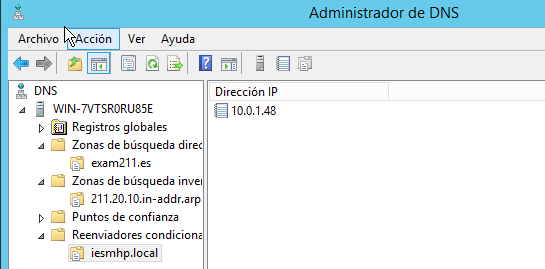 Administrador de DNS
Archivo Acción Ver Ayuda
DNS
WIN-7VTSR0RU85E
Registros globales
Zonas de búsqueda direc
exam211.es
Zonas de búsqueda inver
211.20.10.in-addr.arp
Puntos de confianza
Reenviadores condiciona
iesmhp.local
Dirección IP
10.0.1.48